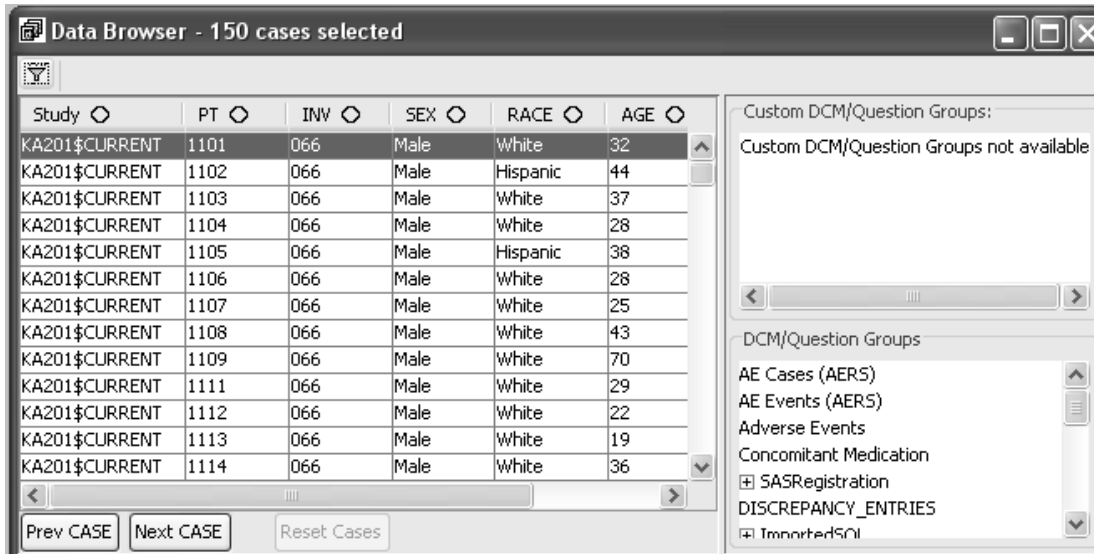 Data Browser - 150 cases selected
Study PT INV SEX RACE AGE
KA201$CURRENT 1101 066 Male White 32
KA201$CURRENT 1102 066 Male Hispanic 44
KA201$CURRENT 1103 066 Male White 37
KA201$CURRENT 1104 066 Male White 28
KA201$CURRENT 1105 066 Male Hispanic 38
KA201$CURRENT 1106 066 Male White 28
KA201$CURRENT 1107 066 Male White 25
KA201$CURRENT 1108 066 Male White 43
KA201$CURRENT 1109 066 Male White 70
KA201$CURRENT 1111 066 Male White 29
KA201$CURRENT 1112 066 Male White 22
KA201$CURRENT 1113 066 Male White 19
KA201$CURRENT 1114 066 Male White 36
Prev CASE Next CASE Reset Cases
Custom DCM/Question Groups:
Custom DCM/Question Groups not available
DCM/Question Groups
AE Cases (AERS)
AE Events (AERS)
Adverse Events
Concomitant Medication
SASRegistration
DISCREPANCY_ENTRIES
ImportedSQL